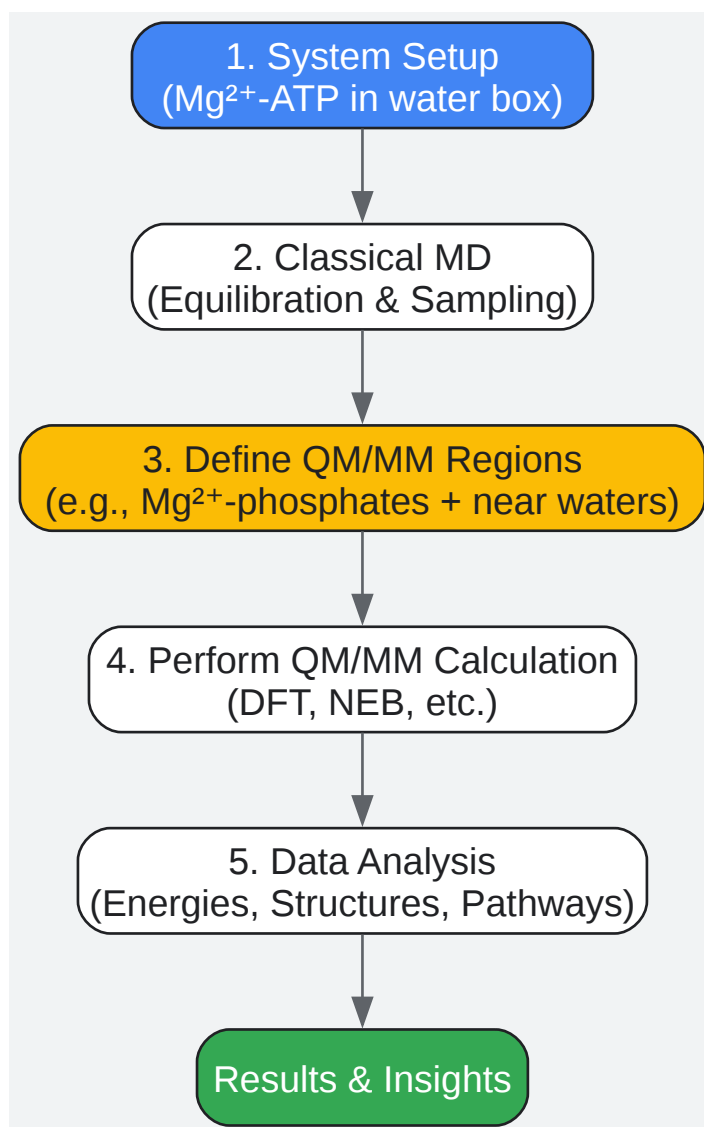 1. System Setup
(Mg²⁺-ATP in water box)
2. Classical MD
(Equilibration & Sampling)
3. Define QM/MM Regions
(e.g., Mg²⁺-phosphates + near waters)
4. Perform QM/MM Calculation
(DFT, NEB, etc.)
5. Data Analysis
(Energies, Structures, Pathways)
Results & Insights